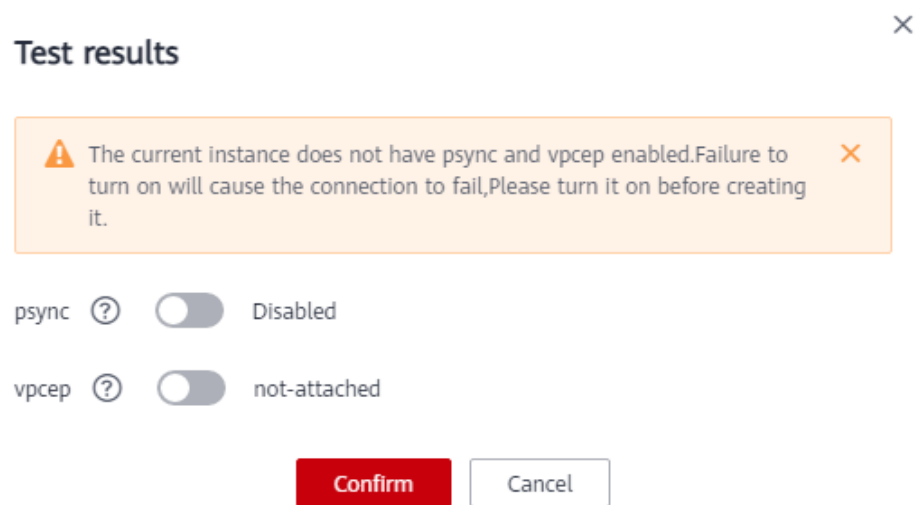 Test results
The current instance does not have psync and vpcep enabled.Failure to
turn on will cause the connection to fail,Please turn it on before creating
it.
psync ? Disabled
vpcep ? not-attached
Confirm Cancel